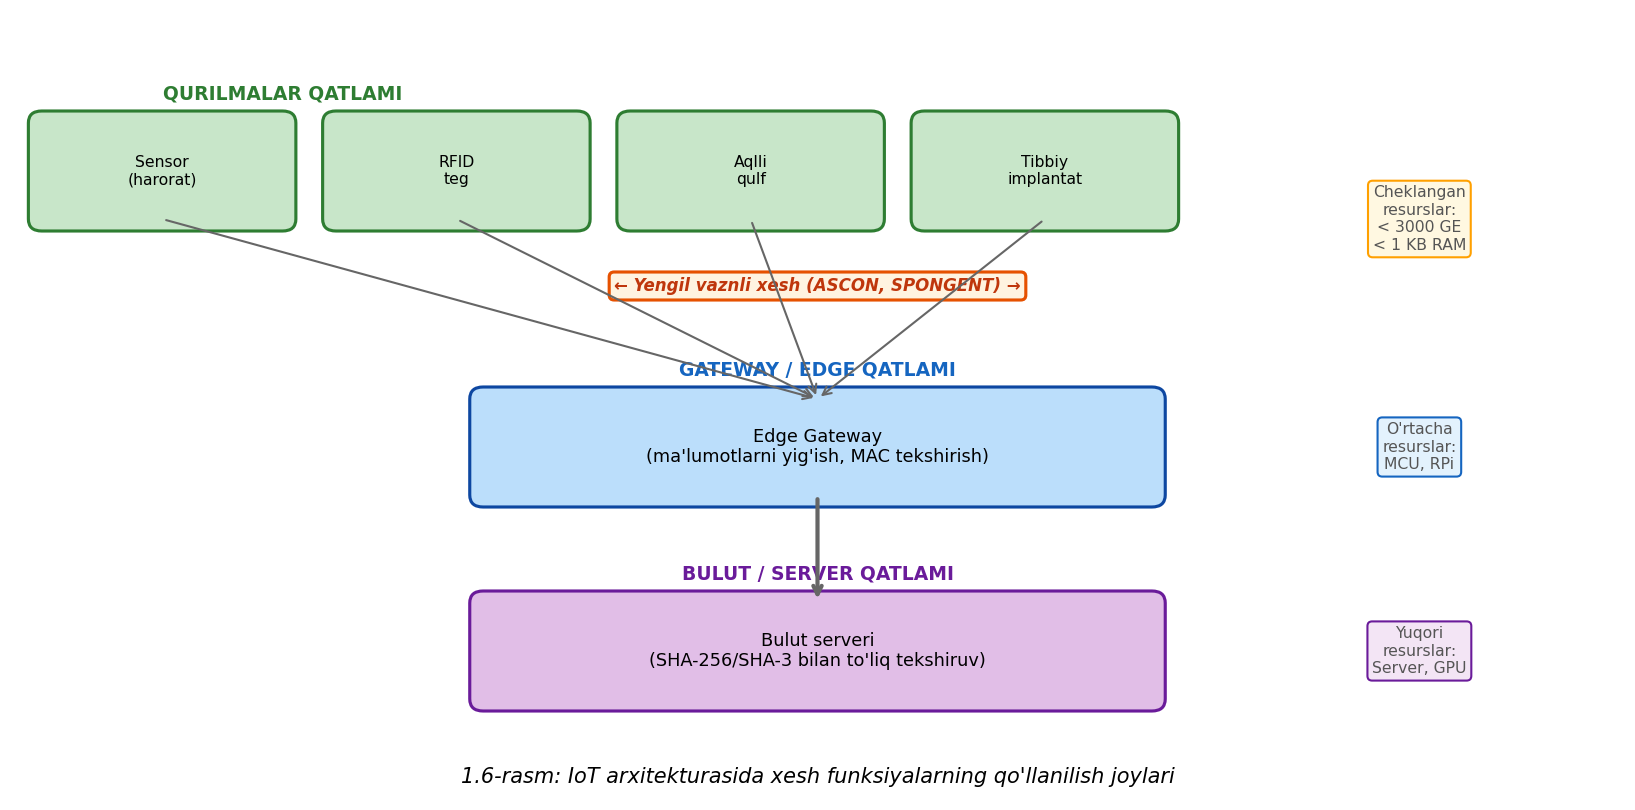 QURILMALAR QATLAMI
Sensor
(harorat)
RFID
teg
Aqlli
qulf
Tibbiy
implantat
Cheklangan
resurslar:
< 3000 GE
< 1 KB RAM
← Yengil vaznli xesh (ASCON, SPONGENT) →
GATEWAY / EDGE QATLAMI
Edge Gateway
(ma'lumotlarni yig'ish, MAC tekshirish)
O'rtacha
resurslar:
MCU, RPi
BULUT / SERVER QATLAMI
Bulut serveri
(SHA-256/SHA-3 bilan to'liq tekshiruv)
Yuqori
resurslar:
Server, GPU
1.6-rasm: IoT arxitekturasida xesh funksiyalarning qo'llanilish joylari